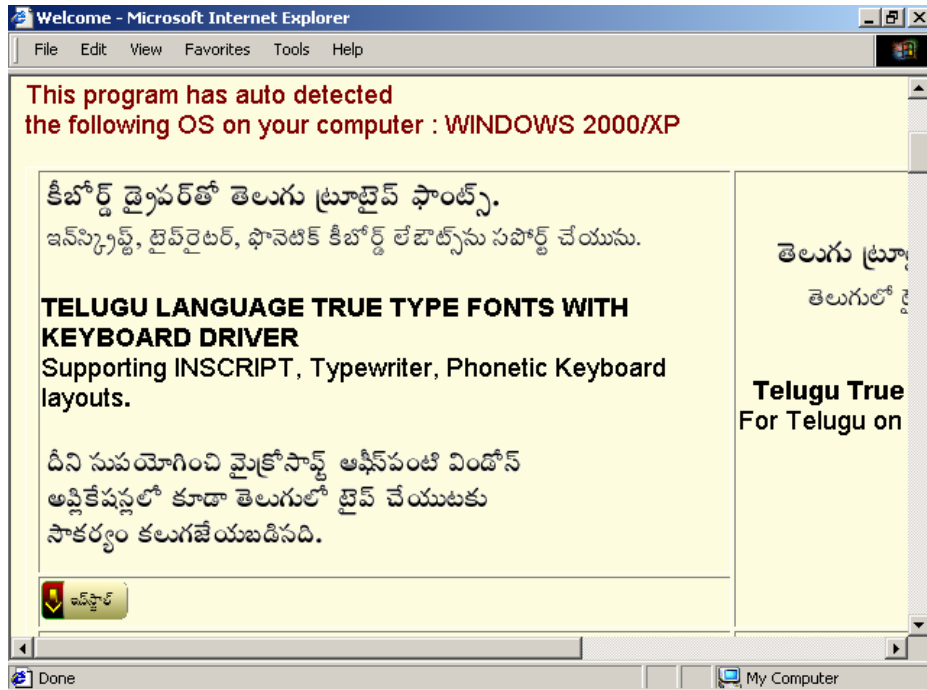 Welcome - Microsoft Internet Explorer
File Edit View Favorites Tools Help
This program has auto detected
the following OS on your computer : WINDOWS 2000/XP
కీబోర్డ్ డ్రైవర్‌తో తెలుగు ట్రూటైప్ ఫాంట్స్.
ఇన్‌స్క్రిప్ట్, టైప్‌రైటర్, ఫొనెటిక్ కీబోర్డ్ లేఔట్స్‌ను సపోర్ట్ చేయును.
TELUGU LANGUAGE TRUE TYPE FONTS WITH
KEYBOARD DRIVER
Supporting INSCRIPT, Typewriter, Phonetic Keyboard
layouts.
దీని నుపయోగించి మైక్రోసాఫ్ట్ ఆఫీస్‌వంటి విండోస్
అప్లికేషన్లలో కూడా తెలుగులో టైప్ చేయుటకు
సౌకర్యం కలుగజేయబడినది.
ఇన్‌స్టాల్
తెలుగు ట్రూ
తెలుగులో
Telugu True
For Telugu on
Done
My Computer